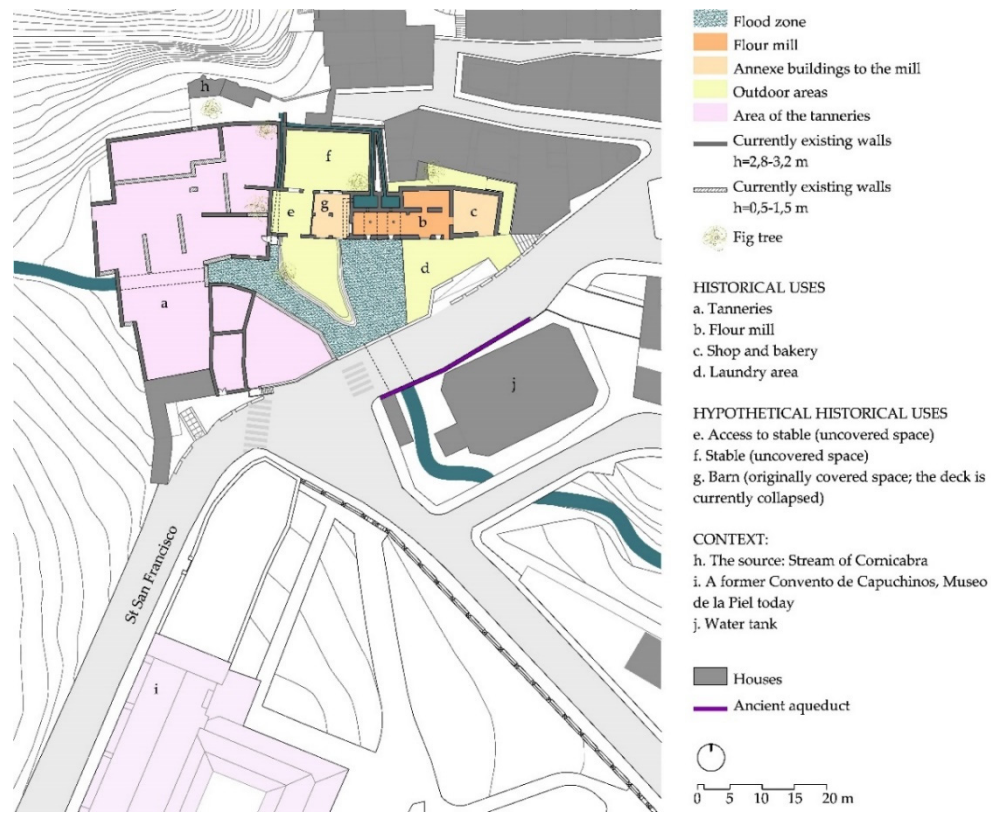 h
f
g
e
b
c
d
a
j
St San Francisco
i
Flood zone
Flour mill
Annexe buildings to the mill
Outdoor areas
Area of the tanneries
Currently existing walls
h=2,8-3,2 m
Currently existing walls
h=0,5-1,5 m
Fig tree
HISTORICAL USES
a. Tanneries
b. Flour mill
c. Shop and bakery
d. Laundry area
HYPOTHETICAL HISTORICAL USES
e. Access to stable (uncovered space)
f. Stable (uncovered space)
g. Barn (originally covered space; the deck is
currently collapsed)
CONTEXT:
h. The source: Stream of Cornicabra
i. A former Convento de Capuchinos, Museo
de la Piel today
j. Water tank
Houses
Ancient aqueduct
0 5 10 15 20 m